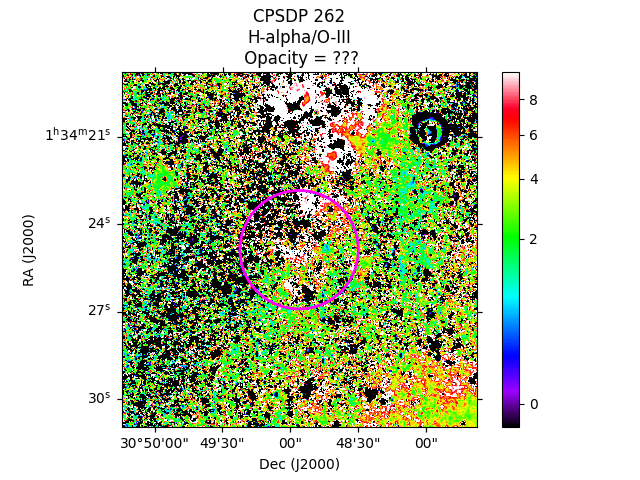 CPSDP 262
H-alpha/O-III
Opacity = ???
1ʰ34ᵐ21ˢ
24ˢ
27ˢ
30ˢ
RA (J2000)
30°50'00" 49'30" 00" 48'30" 00"
Dec (J2000)
8
6
4
2
0